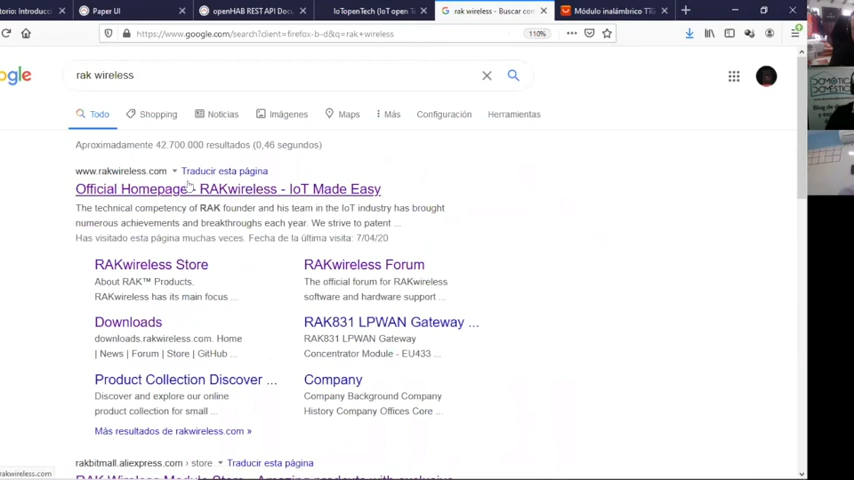 torio: Introducci
Paper UI
openHAB REST API Docu
IoTopenTech (IoT open T
rak wireless - Buscar con
Módulo inalámbrico TTG
https://www.google.com/search?client=firefox-b-d&q=rak+wireless
110%
ogle
rak wireless
Todo
Shopping
Noticias
Imágenes
Maps
Más
Configuración
Herramientas
Aproximadamente 42.700.000 resultados (0,46 segundos)
www.rakwireless.com
Traducir esta página
Official Homepage - RAKwireless - IoT Made Easy
The technical competency of RAK founder and his team in the IoT industry has brought
numerous achievements and breakthroughs each year. We strive to patent ...
Has visitado esta página muchas veces. Fecha de la última visita: 7/04/20
RAKwireless Store
About RAK™ Products.
RAKwireless has its main focus ...
RAKwireless Forum
The official forum for RAKwireless
software and hardware support ...
Downloads
downloads.rakwireless.com. Home
| News | Forum | Store | GitHub ...
RAK831 LPWAN Gateway ...
RAK831 LPWAN Gateway
Concentrator Module - EU433 ...
Product Collection Discover ...
Discover and explore our online
product collection for small ...
Company
Company Background Company
History Company Offices Core ...
Más resultados de rakwireless.com »
rakbitmall.aliexpress.com › store
Traducir esta página
rakwireless.com
DOMÓTICA
DOMÉSTICA